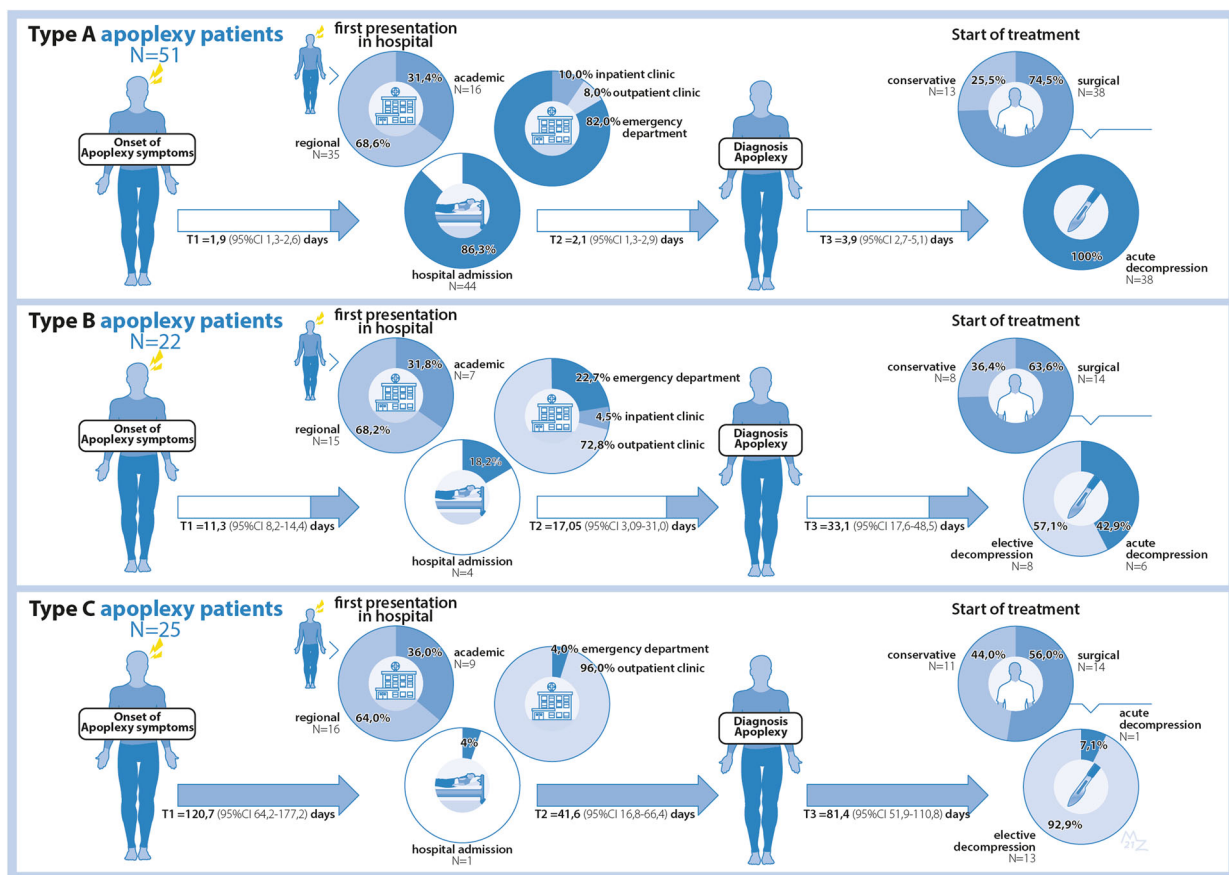 Type A apoplexy patients
N=51
first presentation
in hospital
31,4%
academic
N=16
regional
N=35
68,6%
10,0% inpatient clinic
8,0% outpatient clinic
82,0% emergency
department
Onset of
Apoplexy symptoms
T1 =1,9 (95%CI 1,3-2,6) days
86,3%
hospital admission
N=44
T2 =2,1 (95%CI 1,3-2,9) days
Diagnosis
Apoplexy
T3 =3,9 (95%CI 2,7-5,1) days
Start of treatment
conservative
N=13
25,5%
74,5%
surgical
N=38
100%
acute
decompression
N=38
Type B apoplexy patients
N=22
first presentation
in hospital
31,8%
academic
N=7
regional
N=15
68,2%
22,7% emergency department
4,5% inpatient clinic
72,8% outpatient clinic
Onset of
Apoplexy symptoms
T1 =11,3 (95%CI 8,2-14,4) days
18,2%
hospital admission
N=4
T2 =17,05 (95%CI 3,09-31,0) days
Diagnosis
Apoplexy
T3 =33,1 (95%CI 17,6-48,5) days
Start of treatment
conservative
N=8
36,4%
63,6%
surgical
N=14
57,1%
42,9%
elective
decompression
N=8
acute
decompression
N=6
Type C apoplexy patients
N=25
first presentation
in hospital
36,0%
academic
N=9
regional
N=16
64,0%
4,0% emergency department
96,0% outpatient clinic
Onset of
Apoplexy symptoms
T1 =120,7 (95%CI 64,2-177,2) days
4%
hospital admission
N=1
T2 =41,6 (95%CI 16,8-66,4) days
Diagnosis
Apoplexy
T3 =81,4 (95%CI 51,9-110,8) days
Start of treatment
conservative
N=11
44,0%
56,0%
surgical
N=14
acute
decompression
N=1
7,1%
92,9%
elective
decompression
N=13
MZ
21